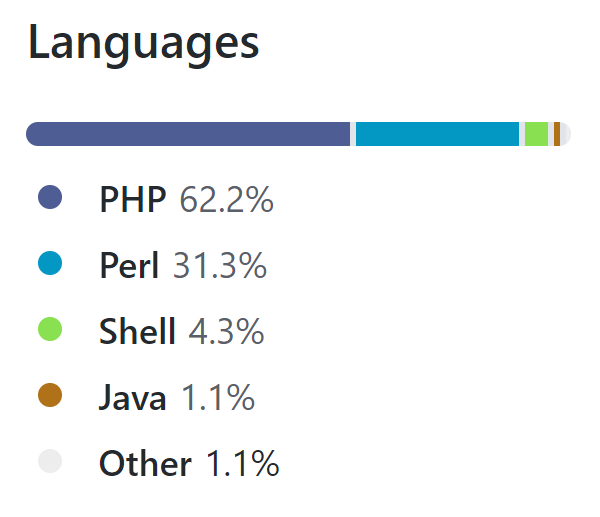 Languages
PHP 62.2%
Perl 31.3%
Shell 4.3%
Java 1.1%
Other 1.1%